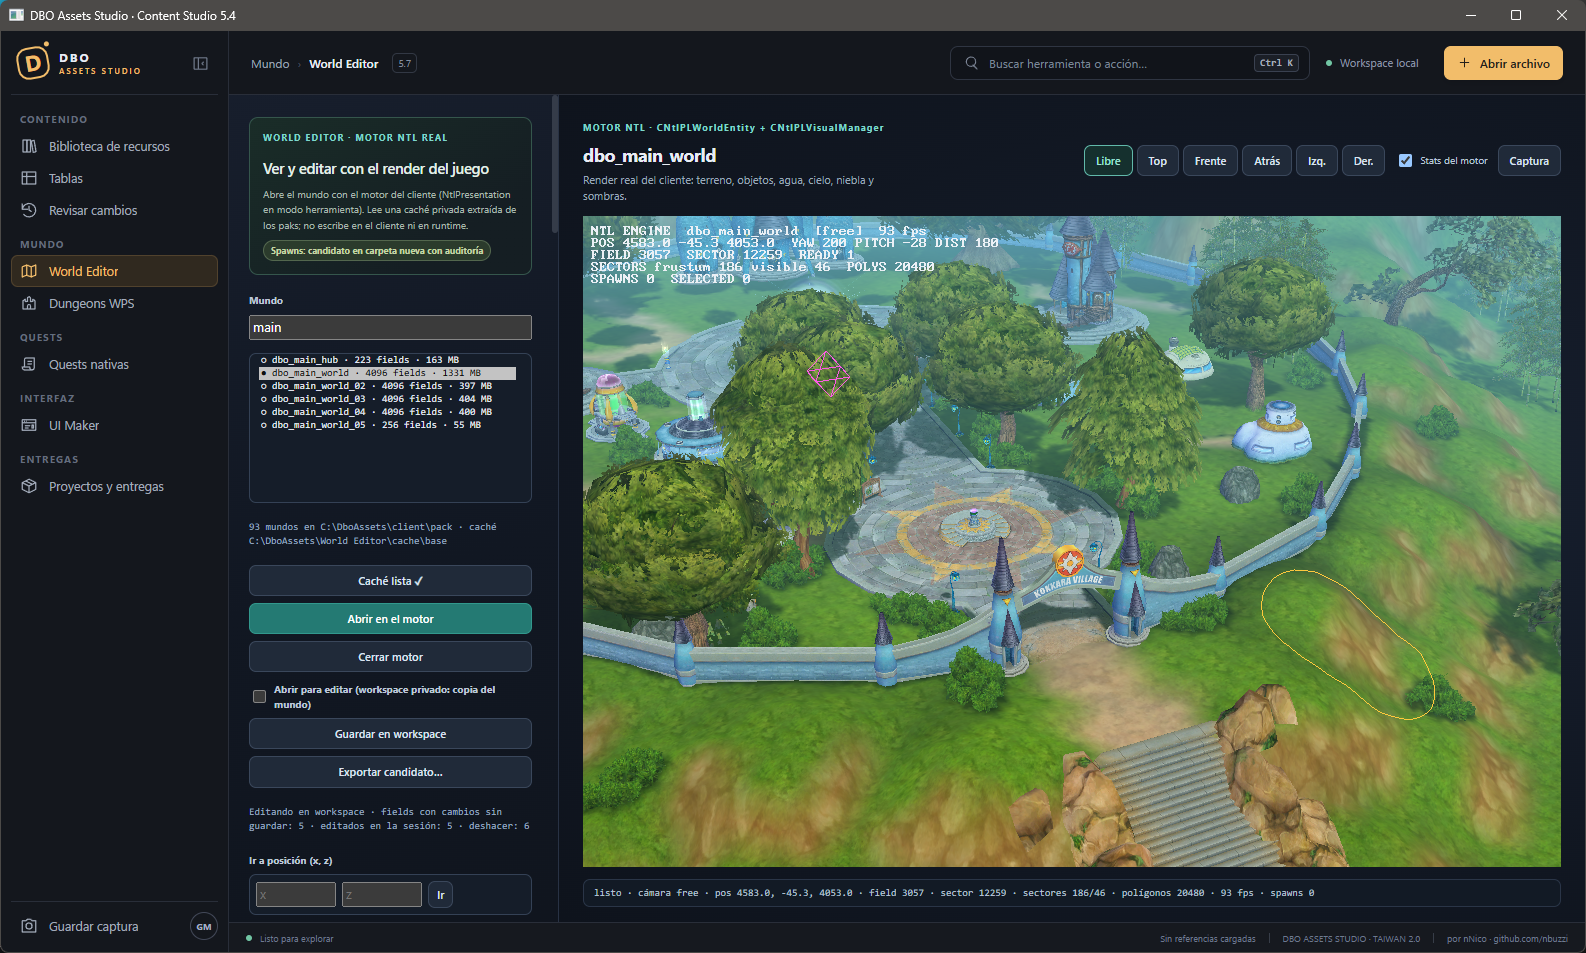 DBO Assets Studio · Content Studio 5.4
DBO
ASSETS STUDIO
CONTENIDO
Biblioteca de recursos
Tablas
Revisar cambios
MUNDO
World Editor
Dungeons WPS
QUESTS
Quests nativas
INTERFAZ
UI Maker
ENTREGAS
Proyectos y entregas
Guardar captura
GM
Mundo › World Editor 5.7
Buscar herramienta o acción... Ctrl K
Workspace local
+ Abrir archivo
WORLD EDITOR · MOTOR NTL REAL
Ver y editar con el render del juego
Abre el mundo con el motor del cliente (NtlPresentation
en modo herramienta). Lee una caché privada extraída de
los paks; no escribe en el cliente ni en runtime.
Spawns: candidato en carpeta nueva con auditoría
Mundo
main
dbo_main_hub · 223 fields · 163 MB
dbo_main_world · 4096 fields · 1331 MB
dbo_main_world_02 · 4096 fields · 397 MB
dbo_main_world_03 · 4096 fields · 404 MB
dbo_main_world_04 · 4096 fields · 400 MB
dbo_main_world_05 · 256 fields · 55 MB
93 mundos en C:\DboAssets\client\pack · caché
C:\DboAssets\World Editor\cache\base
Caché lista ✓
Abrir en el motor
Cerrar motor
Abrir para editar (workspace privado: copia del
mundo)
Guardar en workspace
Exportar candidato...
Editando en workspace · fields con cambios sin
guardar: 5 · editados en la sesión: 5 · deshacer: 6
Ir a posición (x, z)
x z Ir
MOTOR NTL · CNtlPLWorldEntity + CNtlPLVisualManager
dbo_main_world
Render real del cliente: terreno, objetos, agua, cielo, niebla y
sombras.
Libre Top Frente Atrás Izq. Der. Stats del motor Captura
NTL ENGINE dbo_main_world [free] 93 fps
POS 4583.0 -45.3 4053.0 YAW 200 PITCH -28 DIST 180
FIELD 3057 SECTOR 12259 READY 1
SECTORS frustum 186 visible 46 POLYS 20480
SPAWNS 0 SELECTED 0
KOKKARA VILLAGE
listo · cámara free · pos 4583.0, -45.3, 4053.0 · field 3057 · sector 12259 · sectores 186/46 · polígonos 20480 · 93 fps · spawns 0
Listo para explorar
Sin referencias cargadas
DBO ASSETS STUDIO · TAIWAN 2.0
por nNico · github.com/nbuzzi